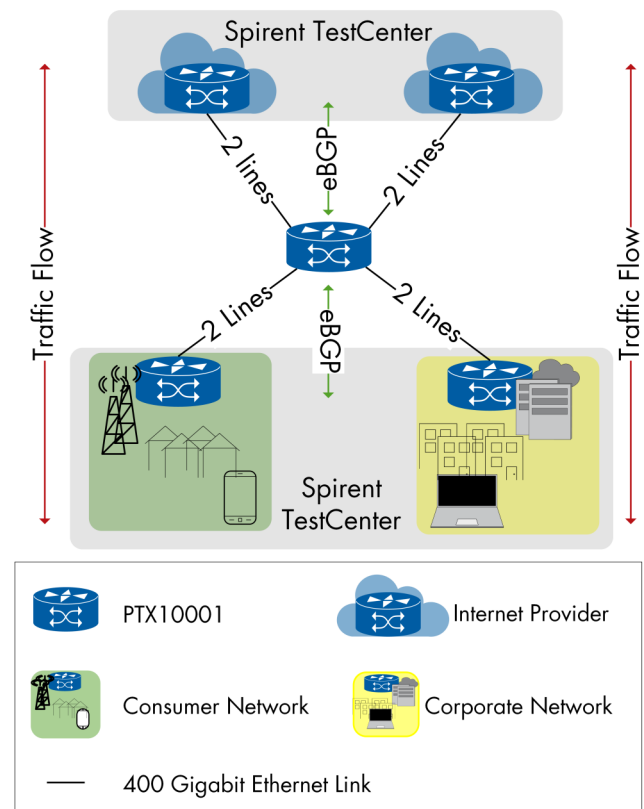 Spirent TestCenter
2 lines
eBGP
2 Lines
Traffic Flow
Traffic Flow
2 Lines
eBGP
2 Lines
Spirent
TestCenter
PTX10001
Internet Provider
Consumer Network
Corporate Network
400 Gigabit Ethernet Link